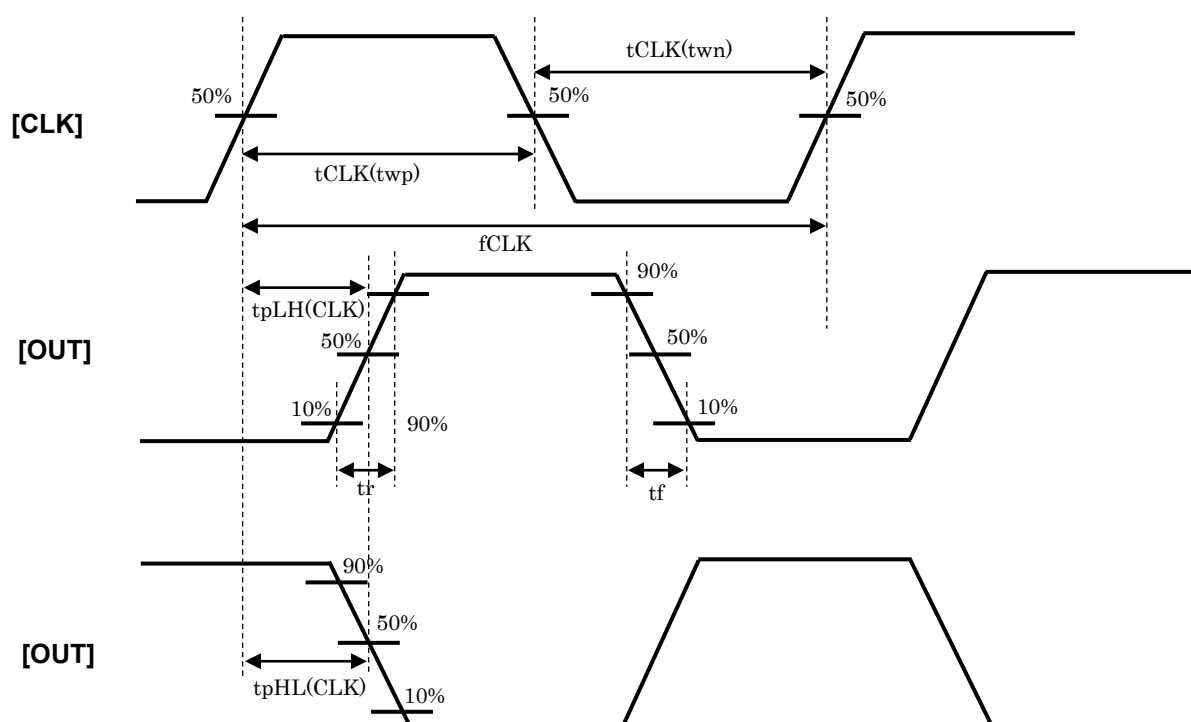 tCLK(twn)
50%
50%
50%
[CLK]
tCLK(twp)
fCLK
90%
tpLH(CLK)
50%
50%
[OUT]
10%
10%
90%
tr
tf
90%
50%
[OUT]
tpHL(CLK)
10%